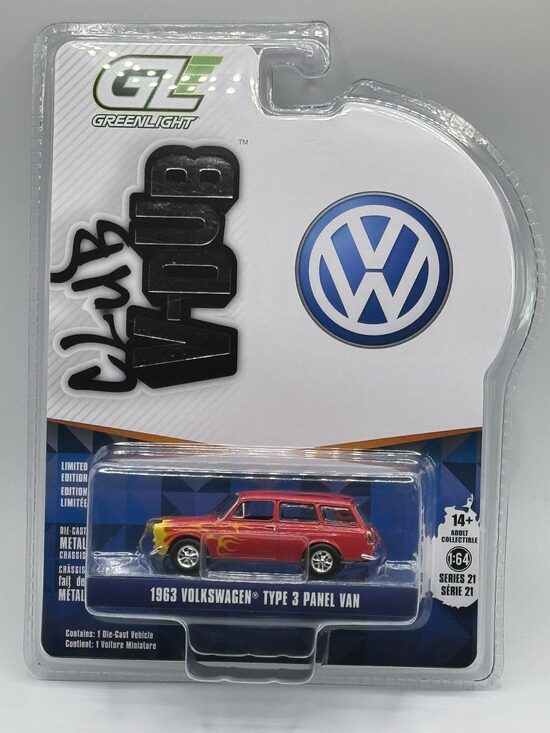 GL
GREENLIGHT
CLUB
V-DUB
TM
VW
LIMITED
EDITION
EDITION
LIMITÉE
DIE-CAST
METAL
CHASSIS
CHÂSSIS
fait de
MÉTAL
14+
ADULT
COLLECTIBLE
1:64
SERIES 21
SÉRIE 21
1963 VOLKSWAGEN® TYPE 3 PANEL VAN
Contains: 1 Die-Cast Vehicle
Contient: 1 Voiture Miniature